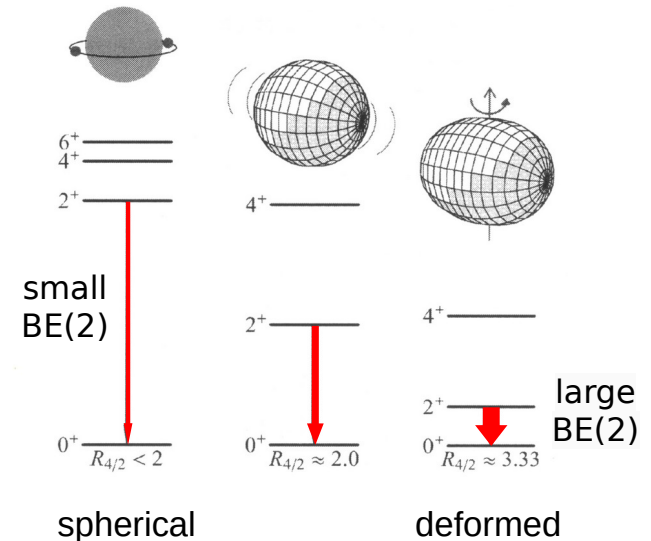 6⁺
4⁺
2⁺
small
BE(2)
0⁺
R₄/₂ < 2
4⁺
2⁺
0⁺
R₄/₂ ≈ 2.0
4⁺
2⁺
large
BE(2)
0⁺
R₄/₂ ≈ 3.33
spherical
deformed